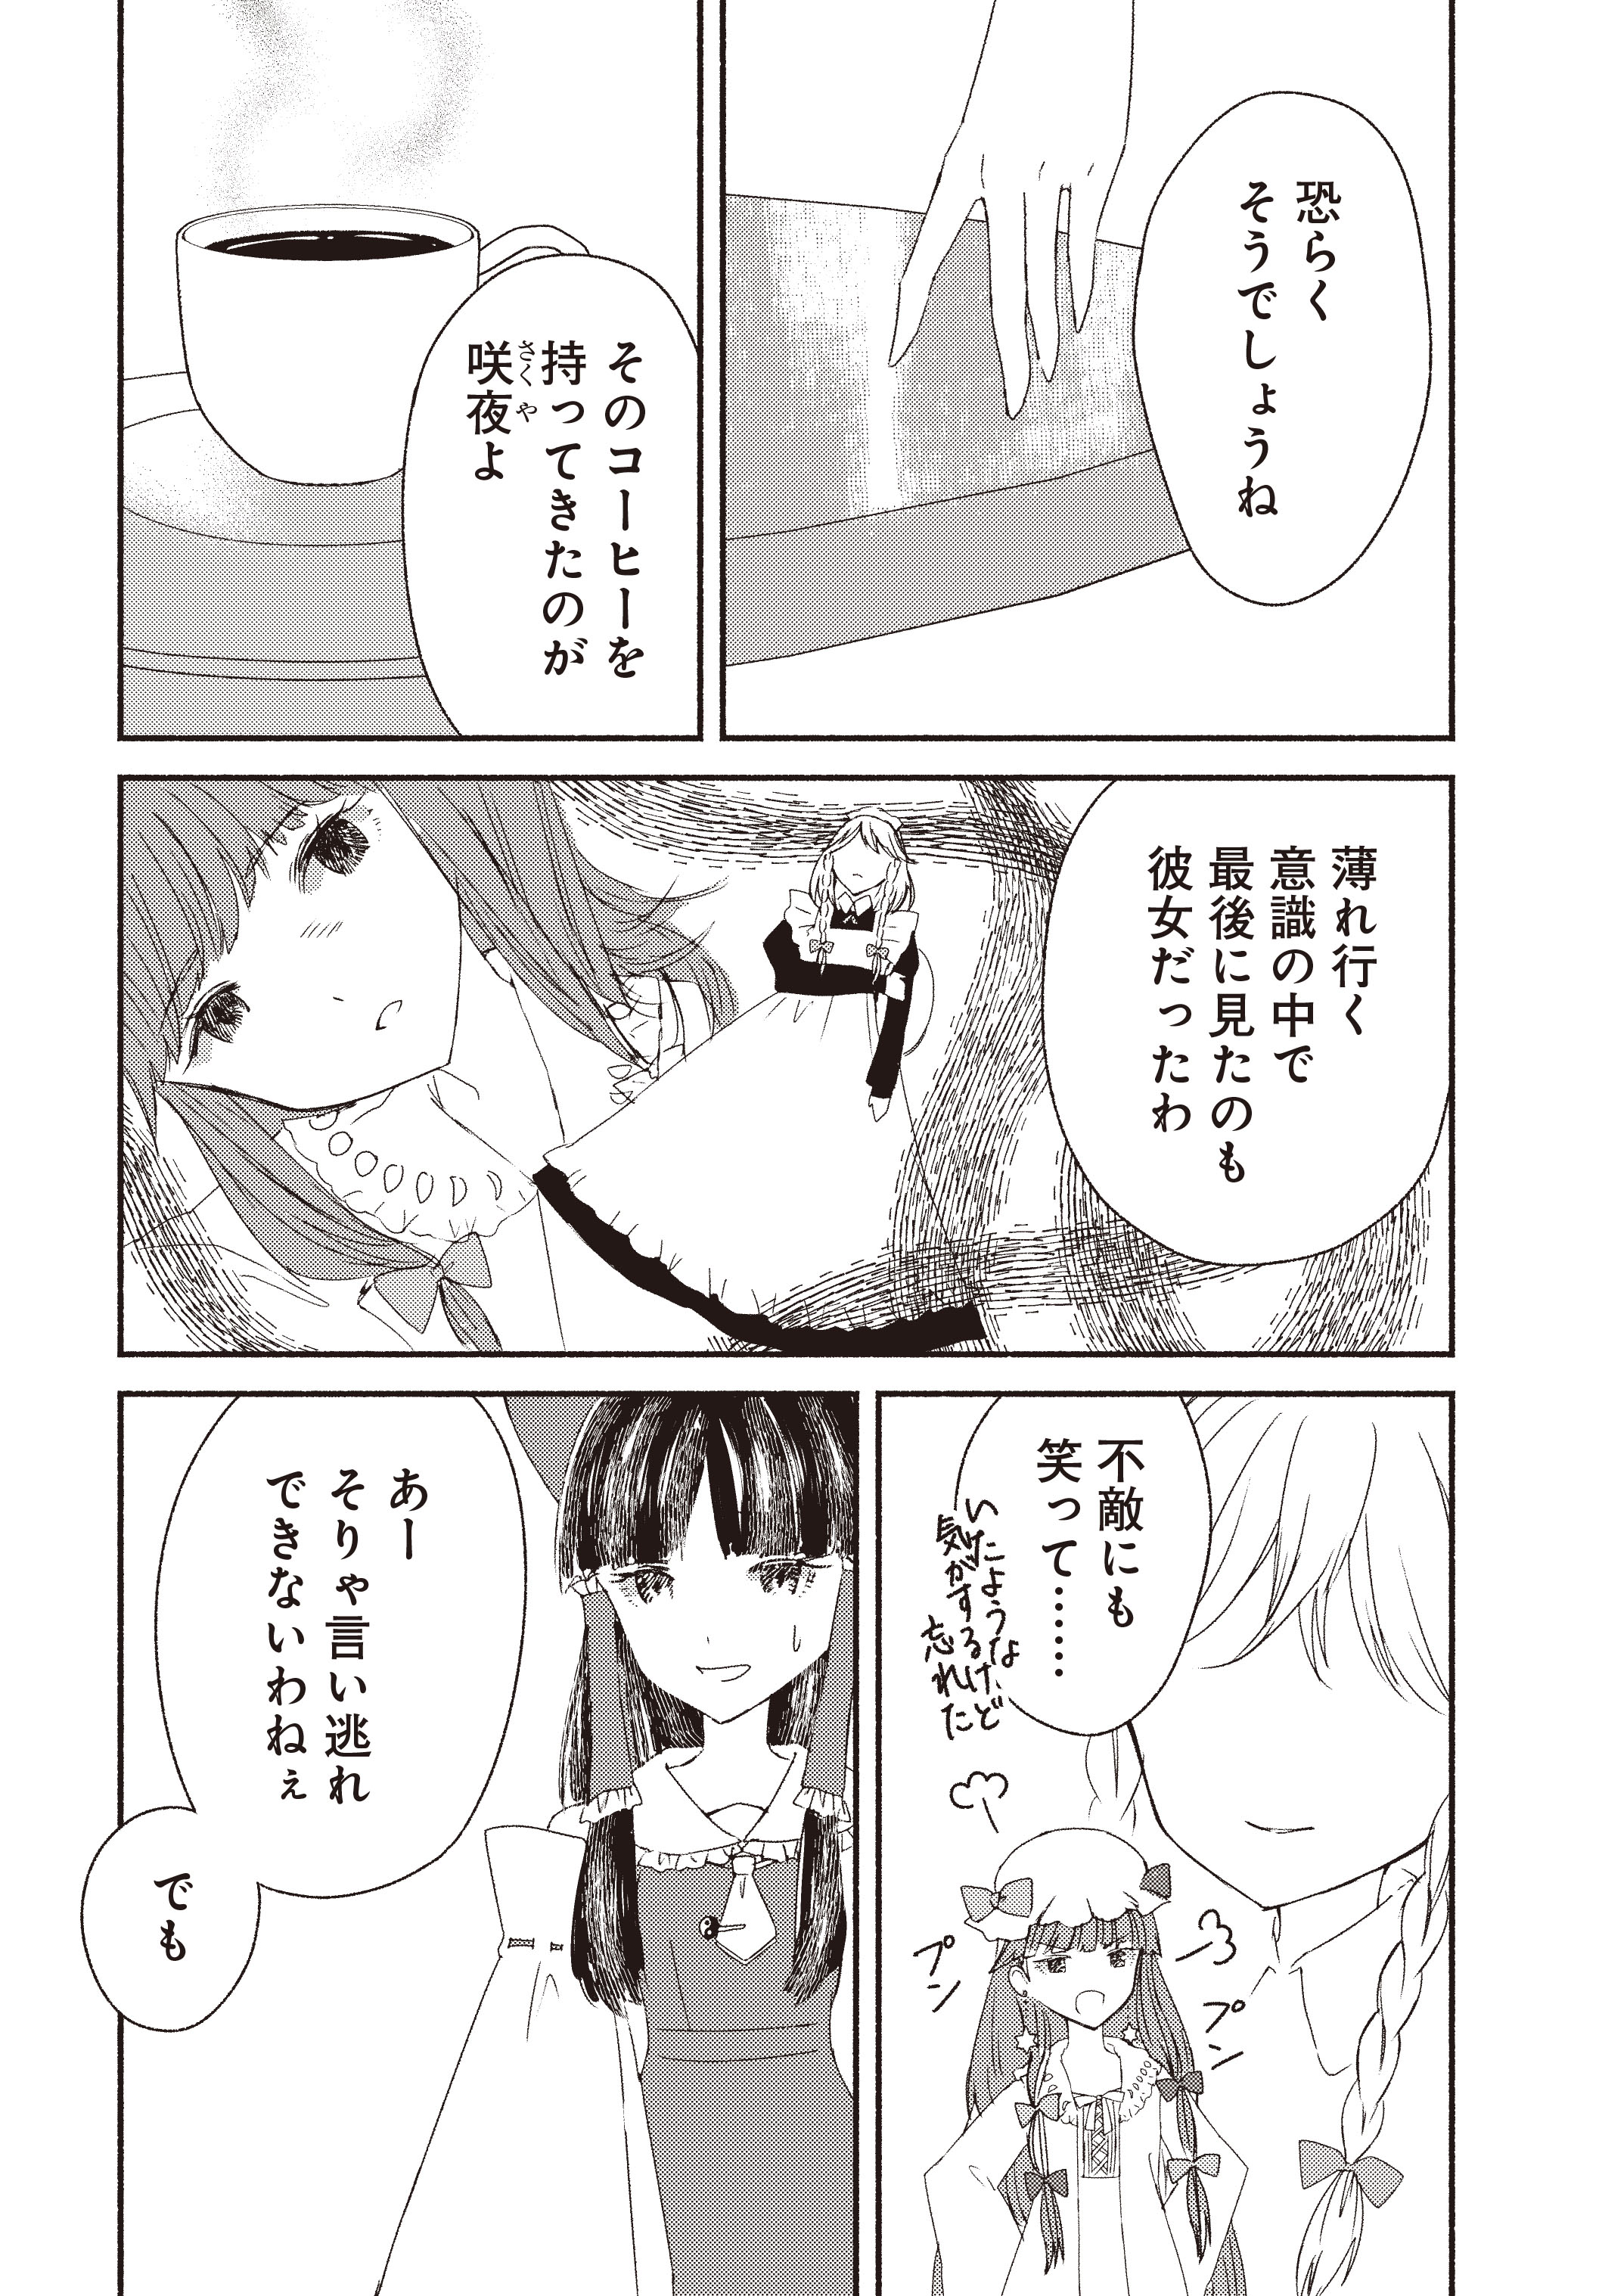 恐らく
そうでしょうね
そのコーヒーを
持ってきたのが
咲夜よ
さくや
薄れ行く
意識の中で
最後に見たのも
彼女だったわ
不敵にも
笑って……
いたような
気がするけど
忘れた
プン
プン
あー
そりゃ言い逃れ
できないわねぇ
でも